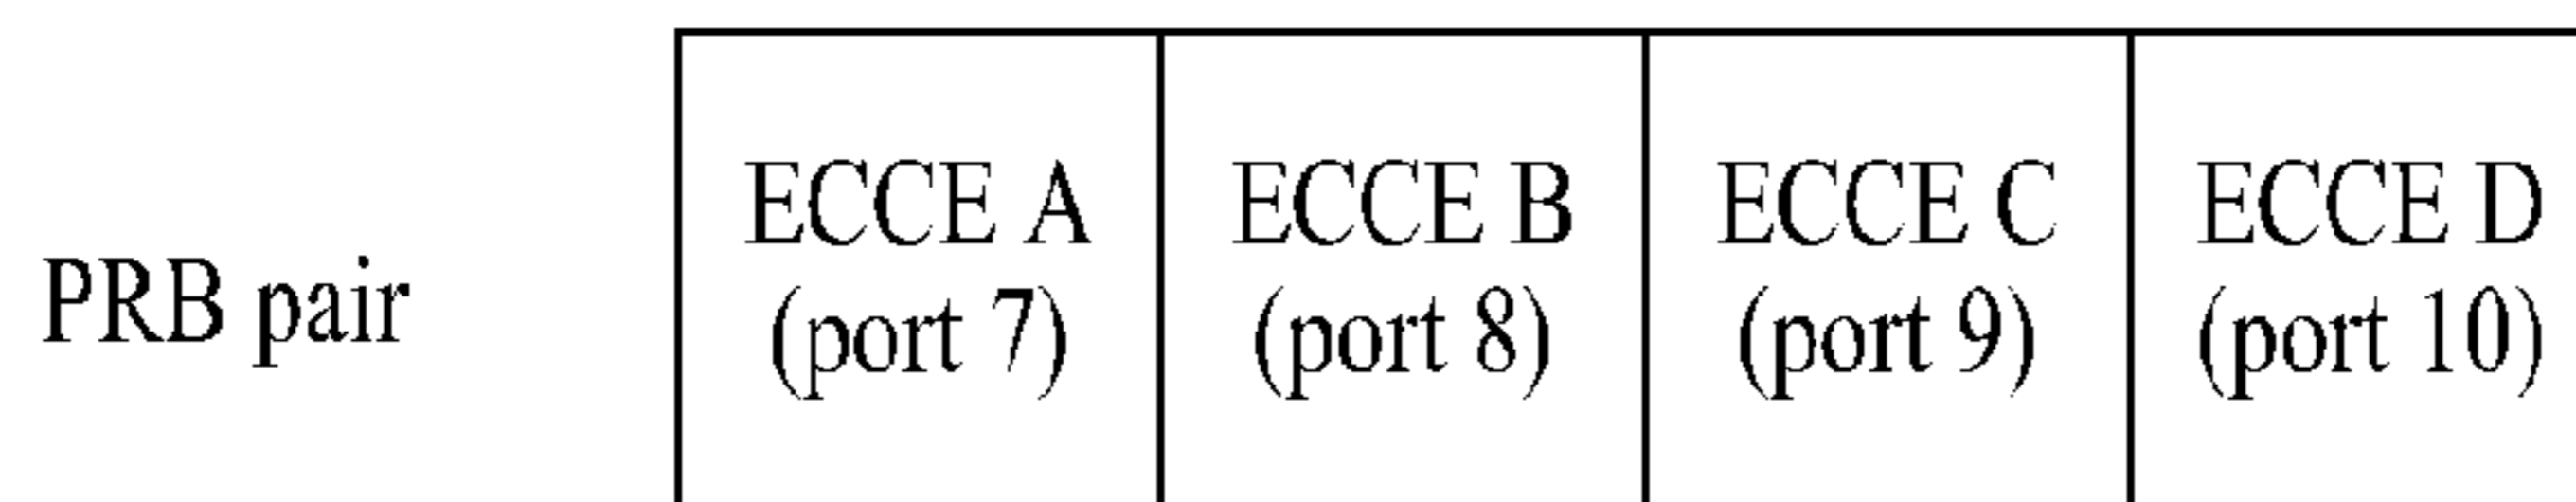 PRB pair
ECCE A
(port 7)
ECCE B
(port 8)
ECCE C
(port 9)
ECCE D
(port 10)